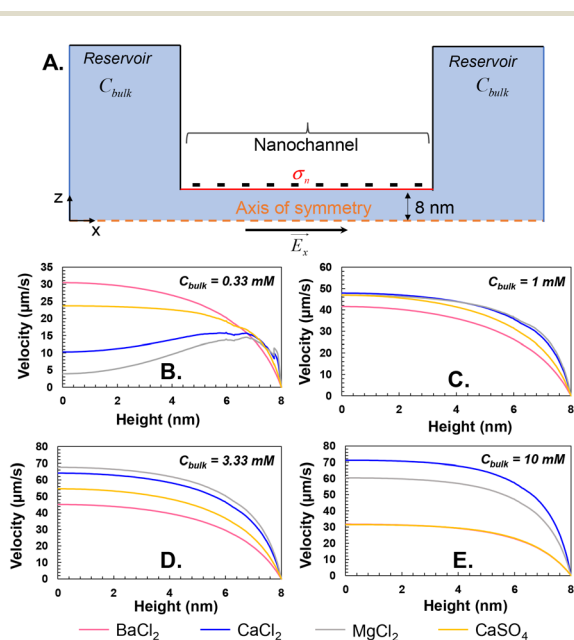 A.
Reservoir
C_bulk
Reservoir
C_bulk
Nanochannel
σ_n
Axis of symmetry
8 nm
z
x
E_x
35
30
25
20
15
10
5
0
Velocity (µm/s)
C_bulk = 0.33 mM
B.
0 2 4 6 8
Height (nm)
60
50
40
30
20
10
0
Velocity (µm/s)
C_bulk = 1 mM
C.
0 2 4 6 8
Height (nm)
80
70
60
50
40
30
20
10
0
Velocity (µm/s)
C_bulk = 3.33 mM
D.
0 2 4 6 8
Height (nm)
80
70
60
50
40
30
20
10
0
Velocity (µm/s)
C_bulk = 10 mM
E.
0 2 4 6 8
Height (nm)
BaCl₂ CaCl₂ MgCl₂ CaSO₄